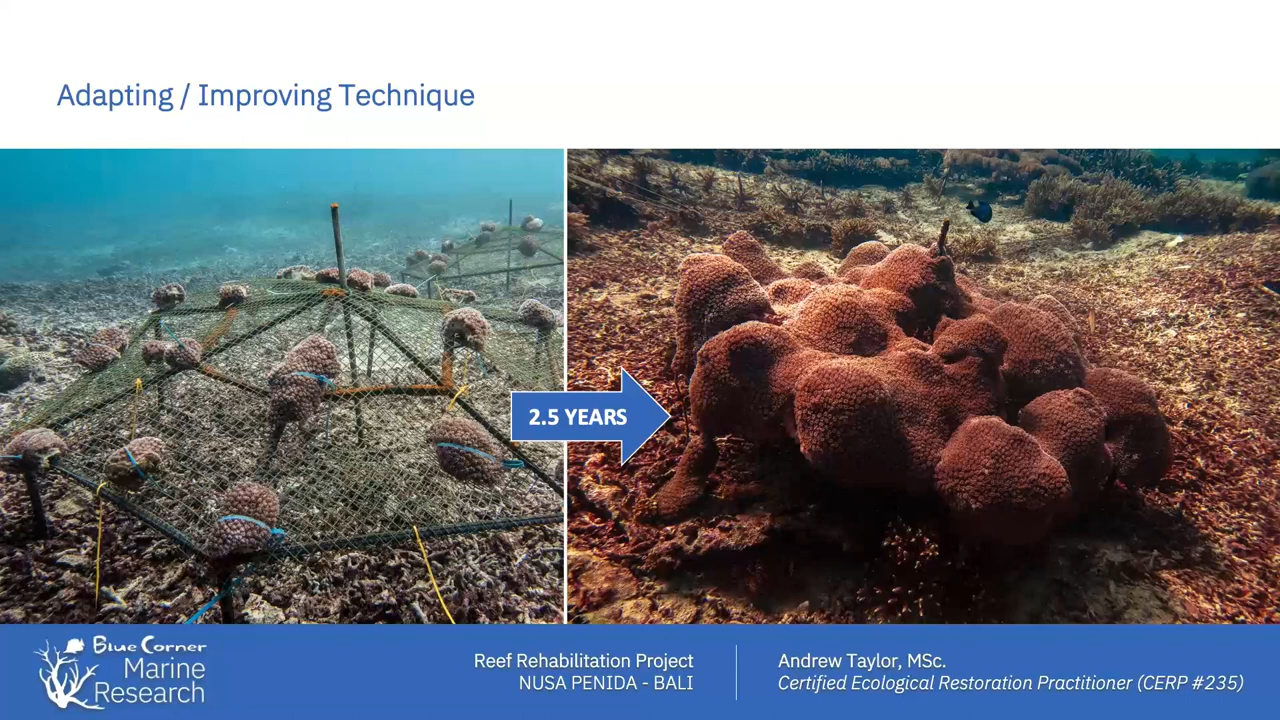 Adapting / Improving Technique
2.5 YEARS
Blue Corner
Marine
Research
Reef Rehabilitation Project
NUSA PENIDA - BALI
Andrew Taylor, MSc.
Certified Ecological Restoration Practitioner (CERP #235)